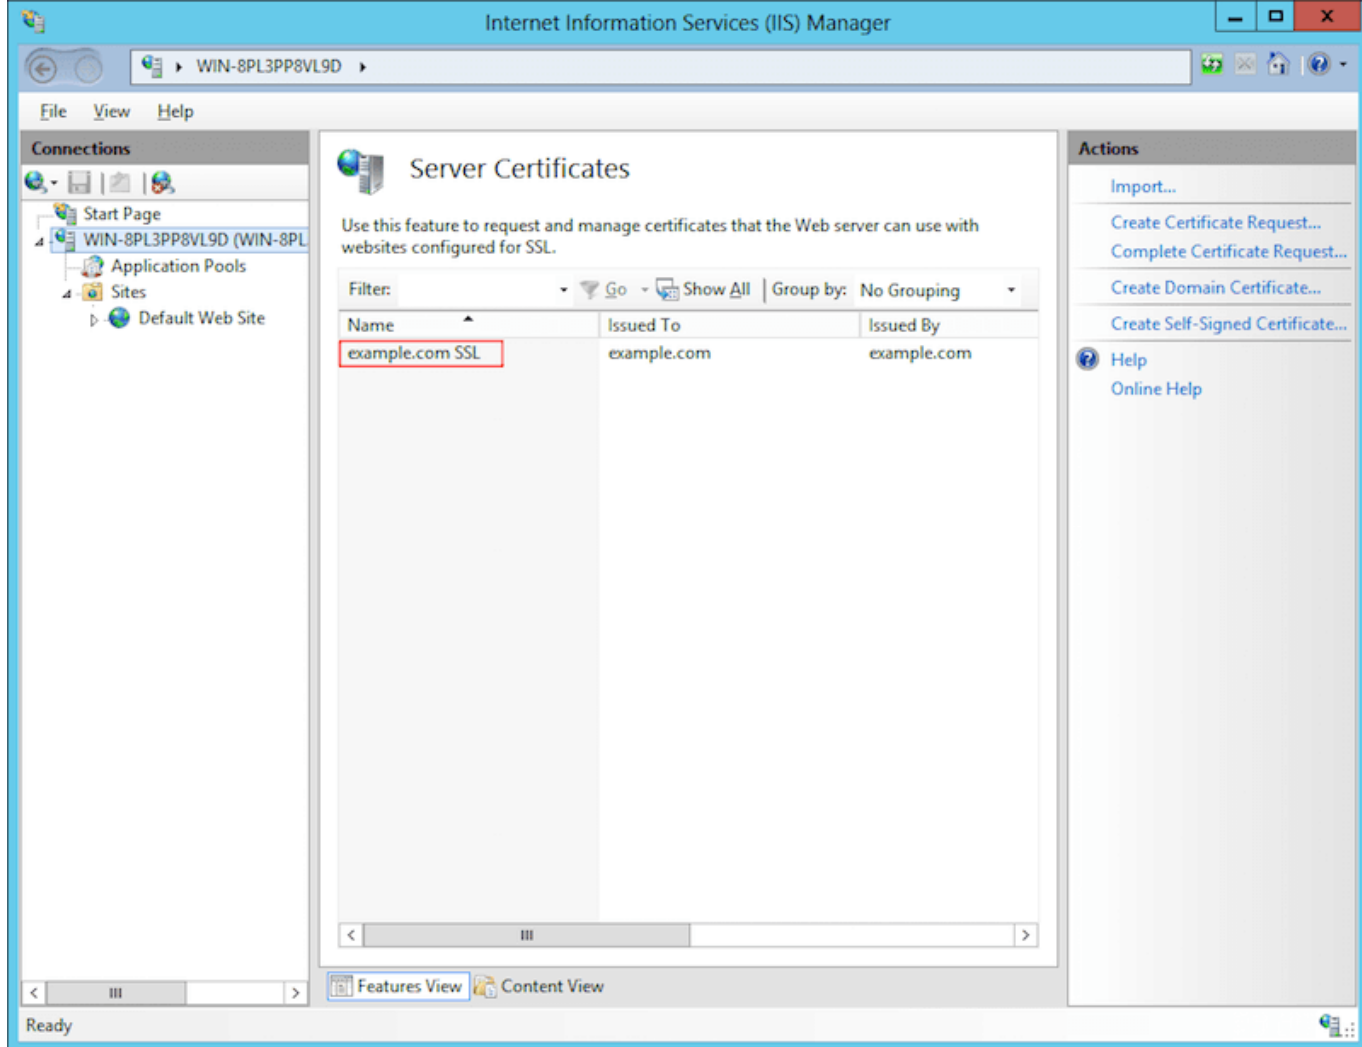 Internet Information Services (IIS) Manager
WIN-8PL3PP8VL9D
File View Help
Connections
Start Page
WIN-8PL3PP8VL9D (WIN-8PL
Application Pools
Sites
Default Web Site
Server Certificates
Use this feature to request and manage certificates that the Web server can use with
websites configured for SSL.
Filter: Go Show All Group by: No Grouping
Name Issued To Issued By
example.com SSL example.com example.com
Features View Content View
Actions
Import...
Create Certificate Request...
Complete Certificate Request...
Create Domain Certificate...
Create Self-Signed Certificate...
Help
Online Help
Ready